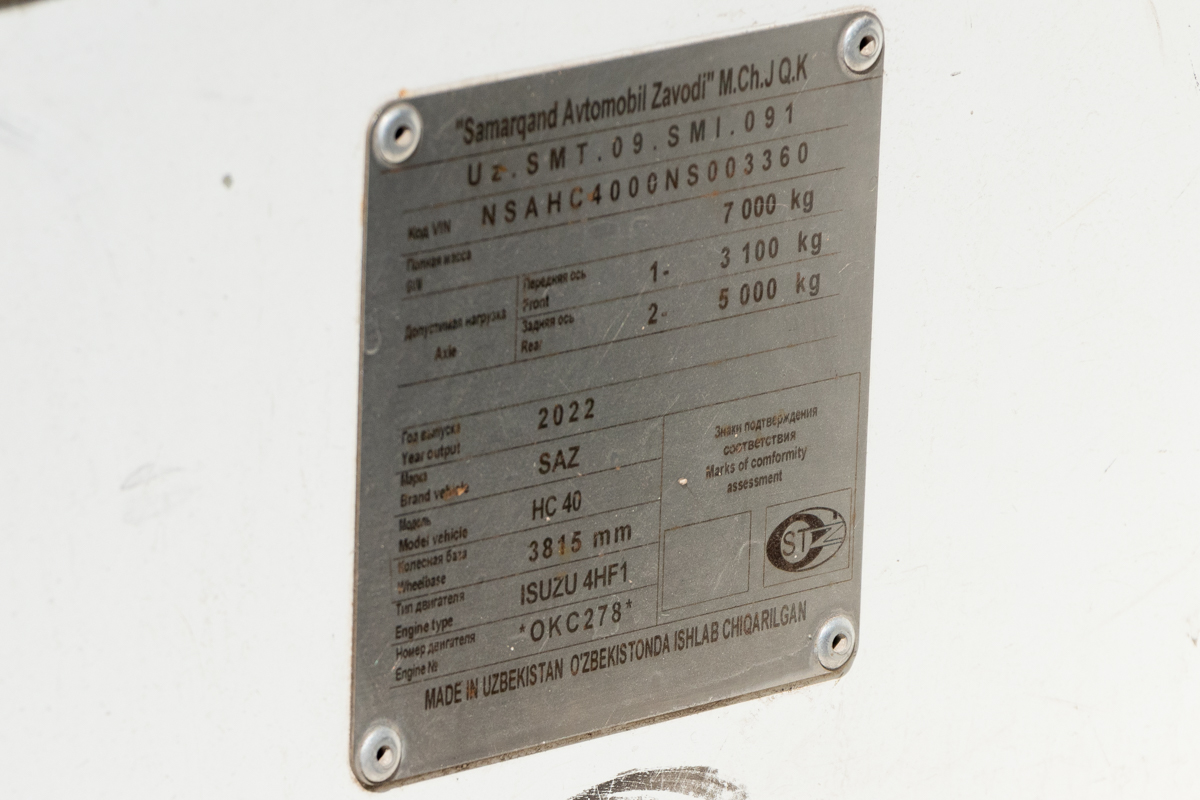 "Samarqand Avtomobil Zavodi" M.Ch.J Q.K
Uz.SMT.09.SMI.091
Код VIN NSAHC4000NS003360
Полная масса 7 000 kg
Допустимая нагрузка
Axle
Передняя ось 1- 3 100 kg
Front
Задняя ось 2- 5 000 kg
Rear
Год выпуска 2022
Year output
Марка SAZ
Brand vehicle
Модель HC 40
Model vehicle
Колесная база 3815 mm
Wheelbase
Тип двигателя ISUZU 4HF1
Engine type
Номер двигателя *OKC278*
Engine №
Знаки подтверждения
соответствия
Marks of comformity
assessment
S.T
MADE IN UZBEKISTAN O'ZBEKISTONDA ISHLAB CHIQARILGAN